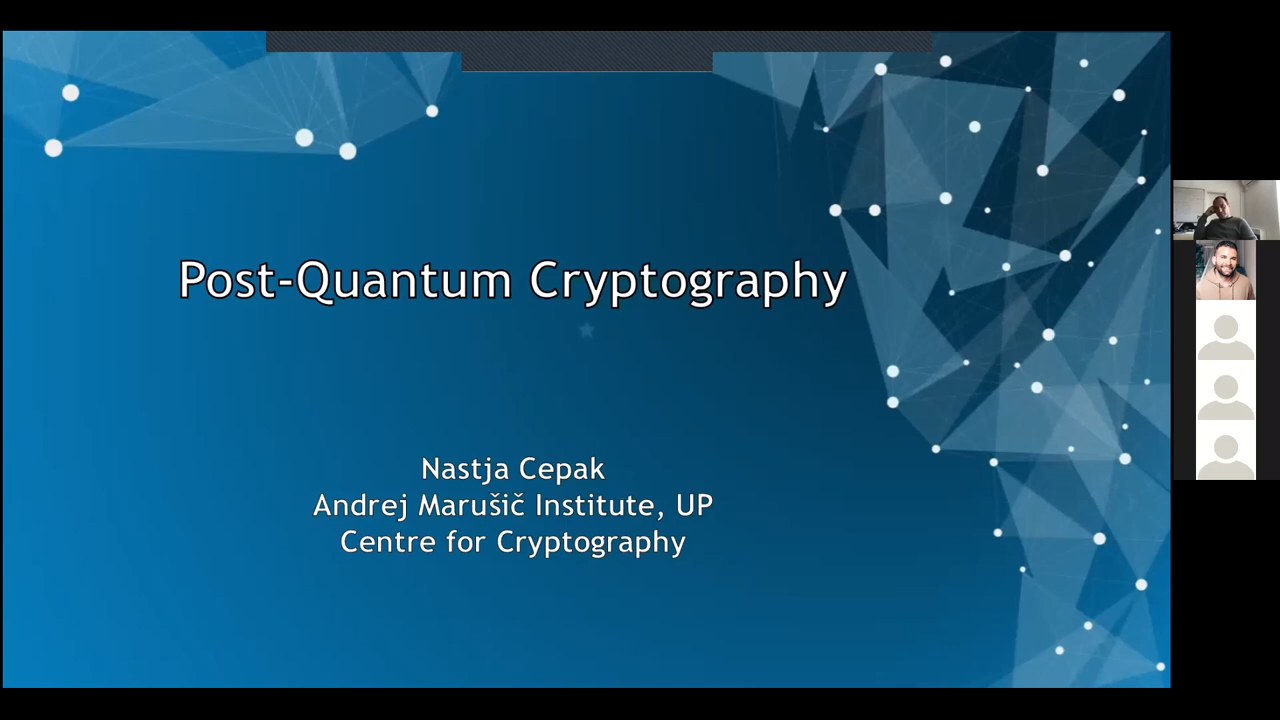 Post-Quantum Cryptography
Nastja Cepak
Andrej Marušič Institute, UP
Centre for Cryptography